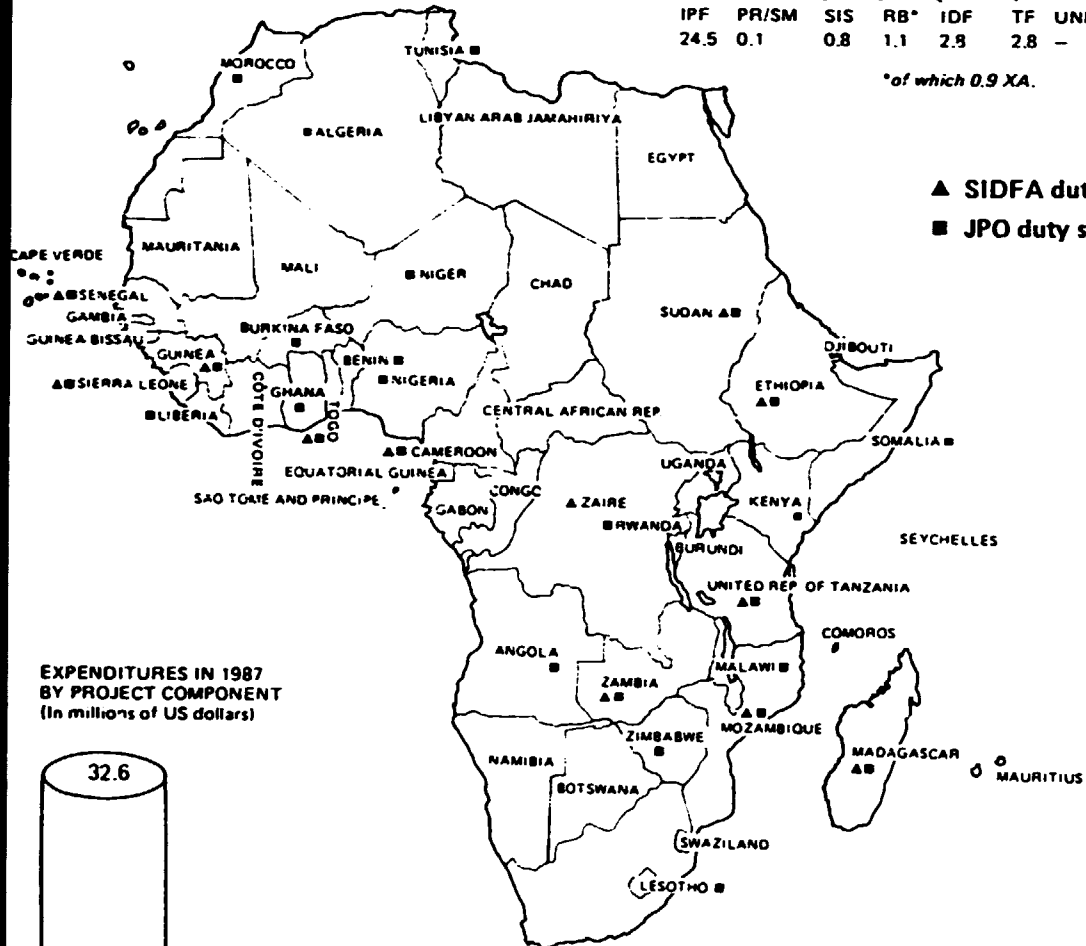 IPF PR/SM SIS RB* IDF TF
24.5 0.1 0.8 1.1 2.8 2.8 –
*of which 0.9 XA.
TUNISIA
MOROCCO
ALGERIA
LIBYAN ARAB JAMAHIRIYA
EGYPT
▲ SIDFA
■ JPO duty
MAURITANIA
CAPE VERDE
MALI
NIGER
CHAD
SENEGAL
GAMBIA
SUDAN
BURKINA FASO
GUINEA BISSAU
DJIBOUTI
GUINEA
BENIN
NIGERIA
ETHIOPIA
SIERRA LEONE
GHANA
CENTRAL AFRICAN REP.
LIBERIA
COTE D'IVOIRE
TOGO
SOMALIA
CAMEROON
UGANDA
EQUATORIAL GUINEA
CONGO
SAO TOME AND PRINCIPE
ZAIRE
KENYA
GABON
RWANDA
SEYCHELLES
BURUNDI
UNITED REP OF TANZANIA
COMOROS
ANGOLA
MALAWI
ZAMBIA
MOZAMBIQUE
ZIMBABWE
MADAGASCAR
NAMIBIA
MAURITIUS
BOTSWANA
SWAZILAND
LESOTHO
EXPENDITURES IN 1987
BY PROJECT COMPONENT
(In millions of US dollars)
32.6